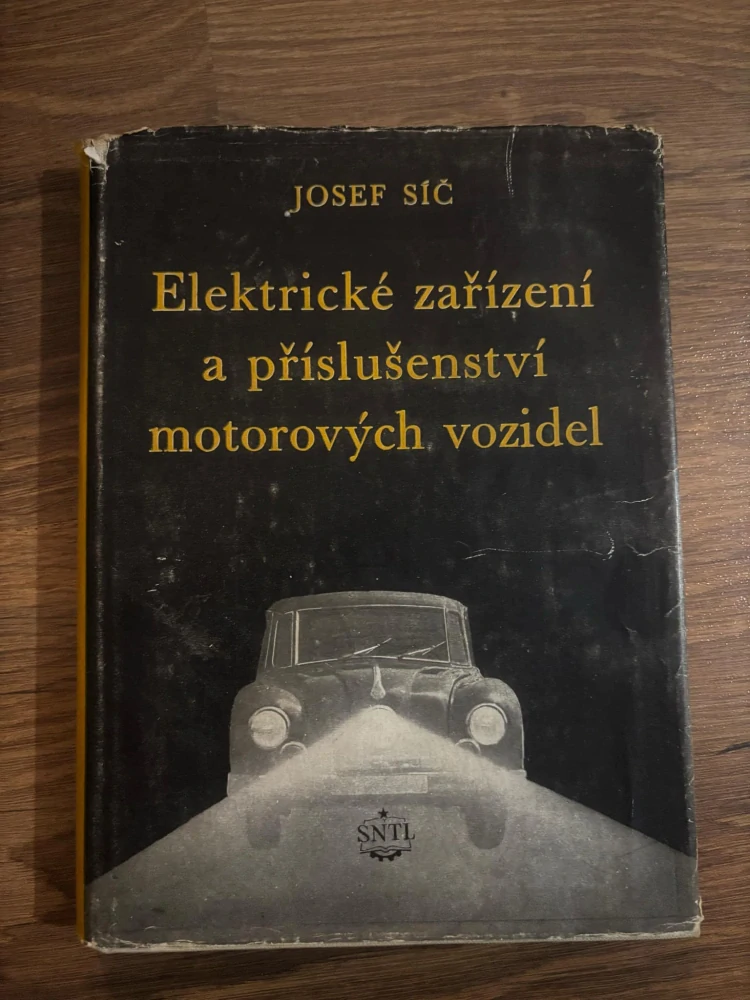 JOSEF SÍČ
Elektrické zařízení
a příslušenství
motorových vozidel
SNTL